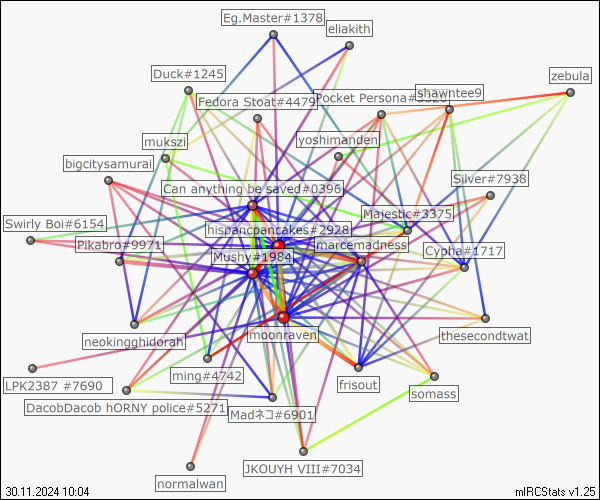 Eg.Master#1378
eliakith
Duck#1245
zebula
shawntee9
Fedora Stoat#4479
Pocket Persona#
yoshimanden
mukszi
bigcitysamurai
Silver#7938
Can anything be saved#0396
Majestic#3375
Swirly Boi#6154
hispancpancakes#2928
Pikabro#9971
marcemadness
Cypha#1717
Mushy#1984
neokingghidorah
moonraven
thesecondtwat
ming#4742
LPK2387 #7690
frisout
somass
DacobDacob hORNY police#5271
Madネコ#6901
JKOUYH VIII#7034
normalwan
30.11.2024 10:04
mIRCStats v1.25